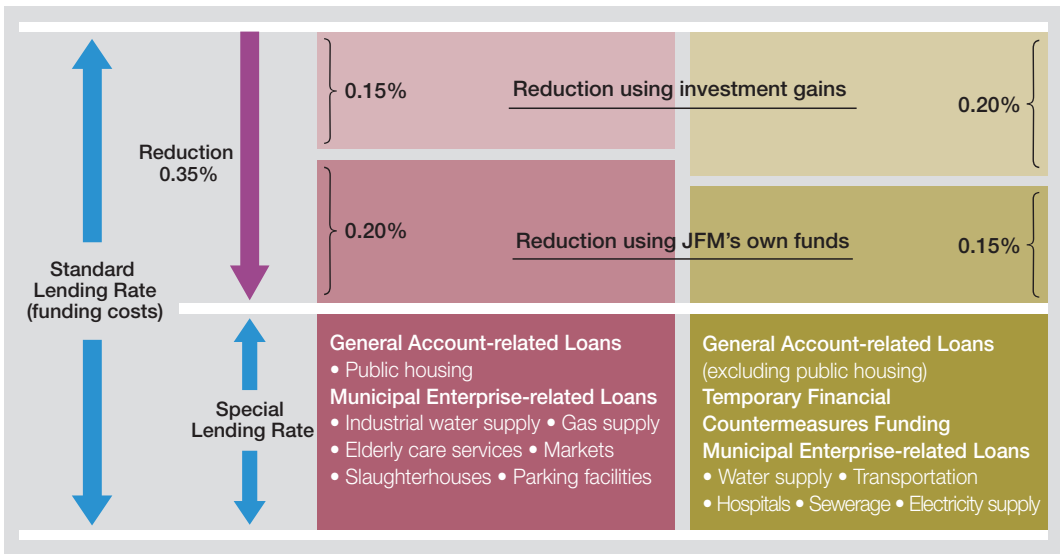 Standard
Lending Rate
(funding costs)
Reduction
0.35%
Special
Lending Rate
0.15%
Reduction using investment gains
0.20%
0.20%
Reduction using JFM's own funds
0.15%
General Account-related Loans
• Public housing
Municipal Enterprise-related Loans
• Industrial water supply • Gas supply
• Elderly care services • Markets
• Slaughterhouses • Parking facilities
General Account-related Loans
(excluding public housing)
Temporary Financial
Countermeasures Funding
Municipal Enterprise-related Loans
• Water supply • Transportation
• Hospitals • Sewerage • Electricity supply